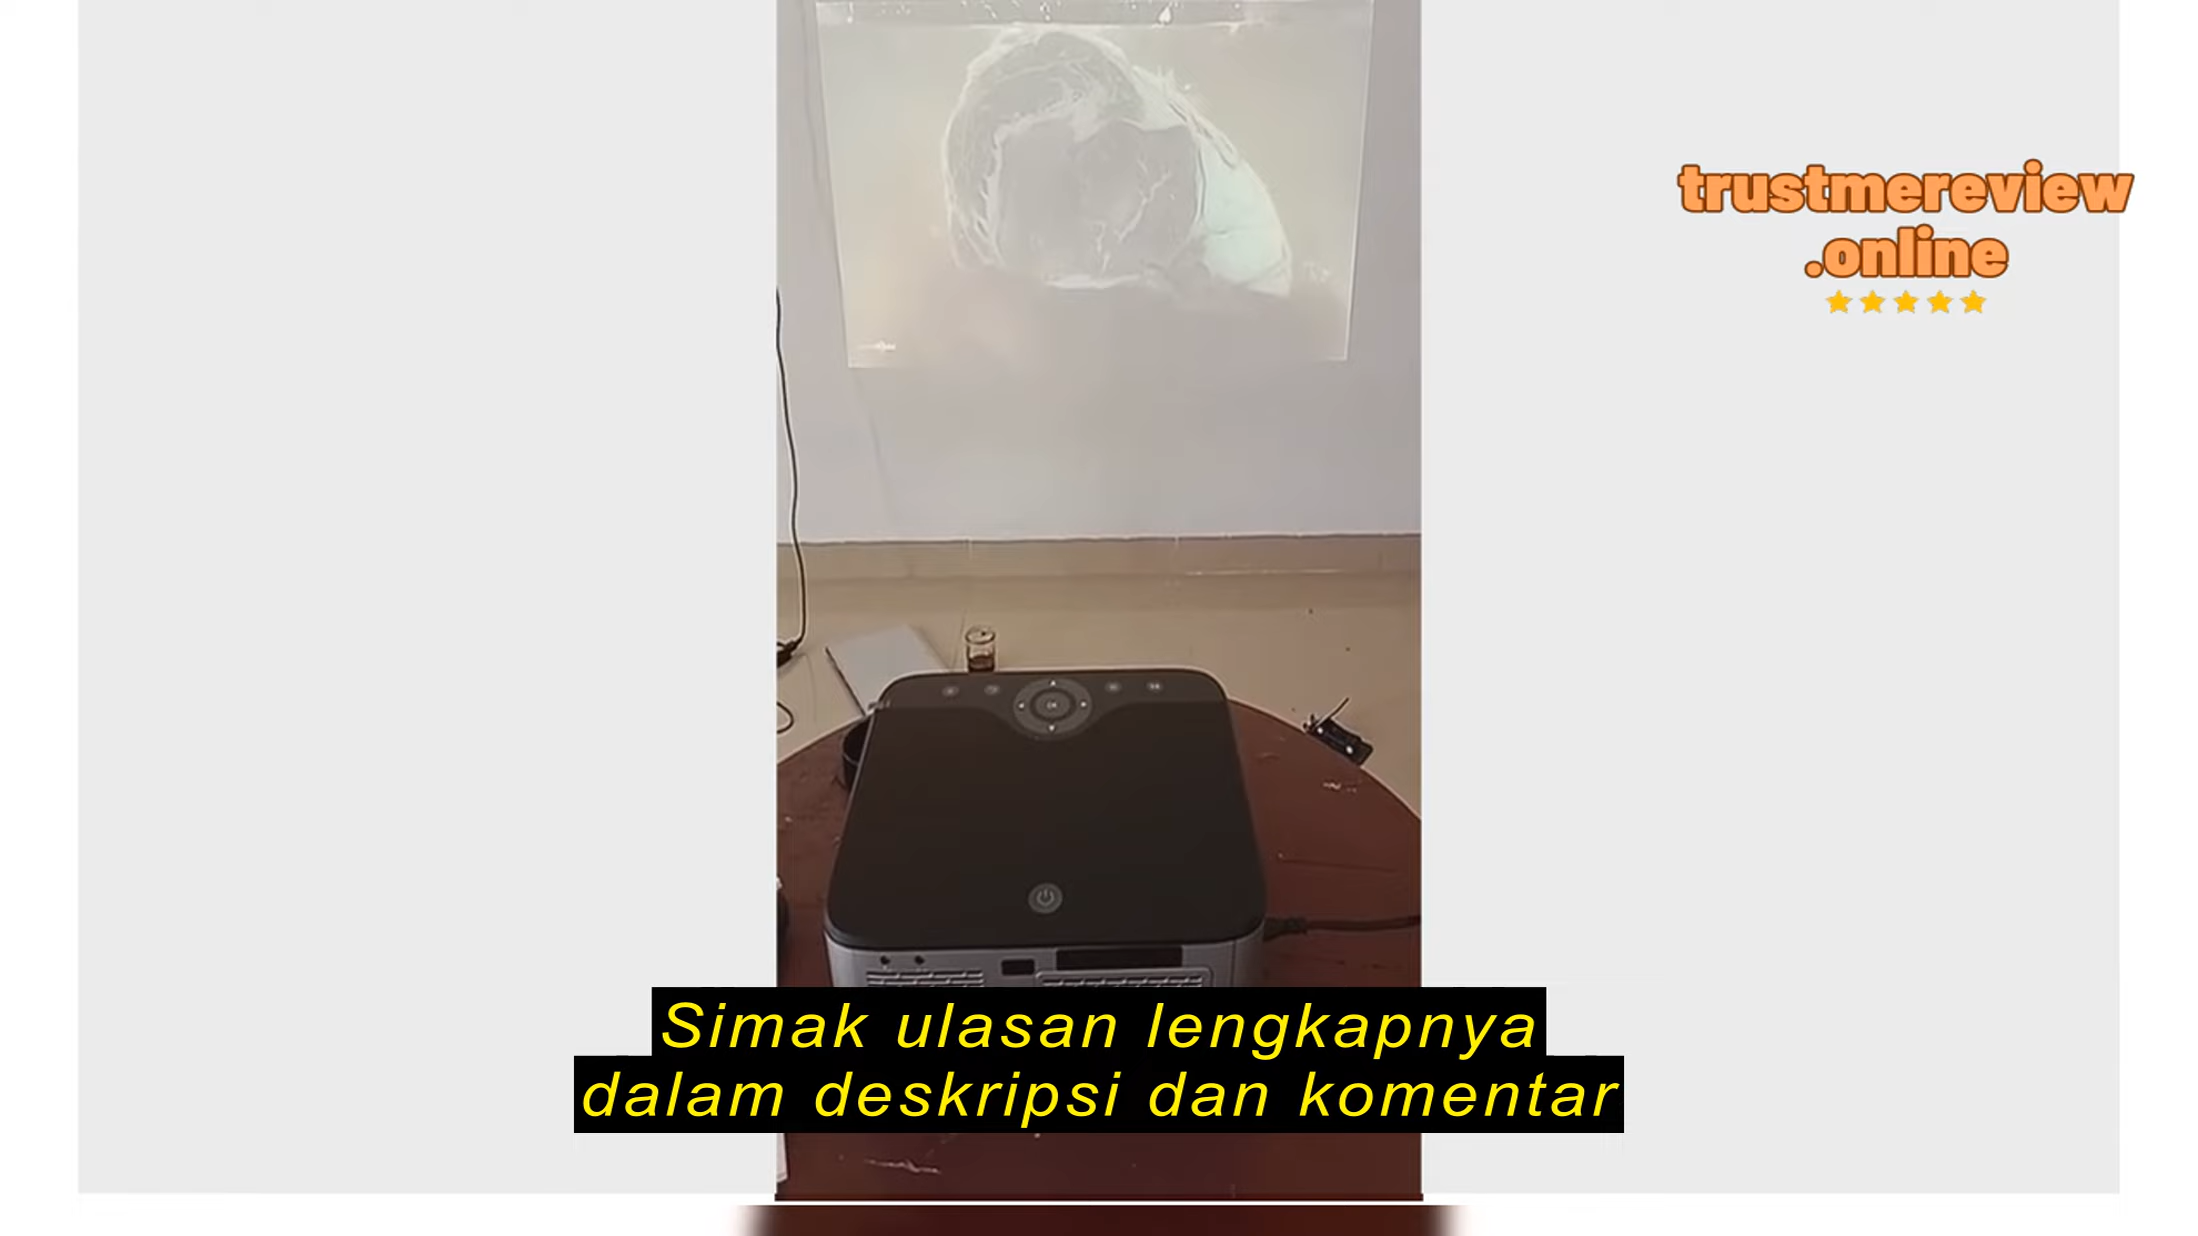 trustmereview
.online
Simak ulasan lengkapnya
dalam deskripsi dan komentar